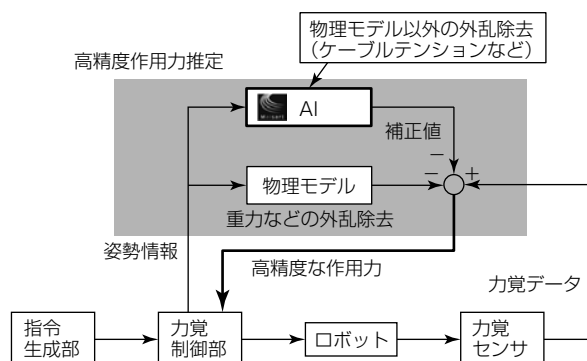 物理モデル以外の外乱除去
（ケーブルテンションなど）
高精度作用力推定
AI
補正値
−
−
+
物理モデル
重力などの外乱除去
姿勢情報
高精度な作用力
力覚データ
指令
生成部
力覚
制御部
ロボット
力覚
センサ